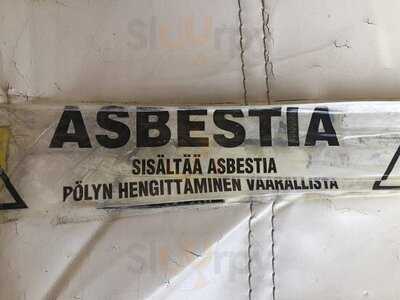 ASBESTIA
SISÄLTÄÄ ASBESTIA
PÖLYN HENGITTAMINEN VAARALLISTA